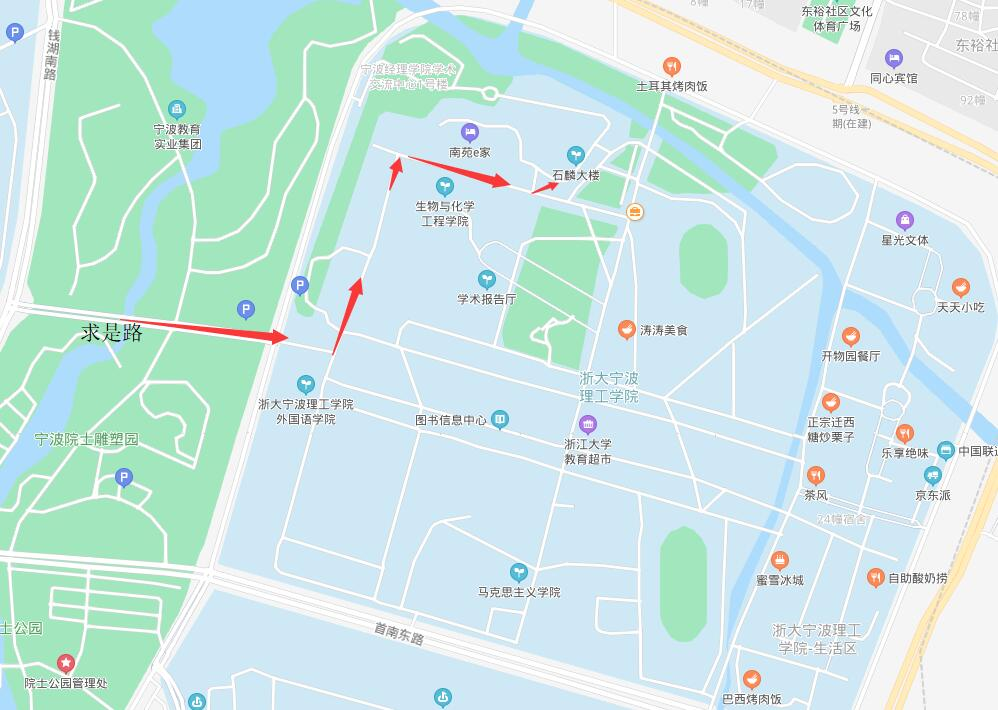 8幢
17幢
东裕社区文化
体育广场
78幢
东裕社
P
钱湖南路
宁波经理学院学术
交流中心1号楼
土耳其烤肉饭
同心宾馆
92幢
5号线
期(在建)
宁波教育
实业集团
南苑e家
石麟大楼
生物与化学
工程学院
星光文体
P
P
学术报告厅
天天小吃
求是路
涛涛美食
开物园餐厅
浙大宁波
理工学院
浙大宁波理工学院
外国语学院
图书信息中心
浙江大学
教育超市
正宗迁西
糖炒栗子
宁波院士雕塑园
乐享绝味
中国联通
P
茶风
京东派
24幢宿舍
蜜雪冰城
自助酸奶捞
马克思主义学院
士公园
首南东路
浙大宁波理工
学院-生活区
院士公园管理处
巴西烤肉饭